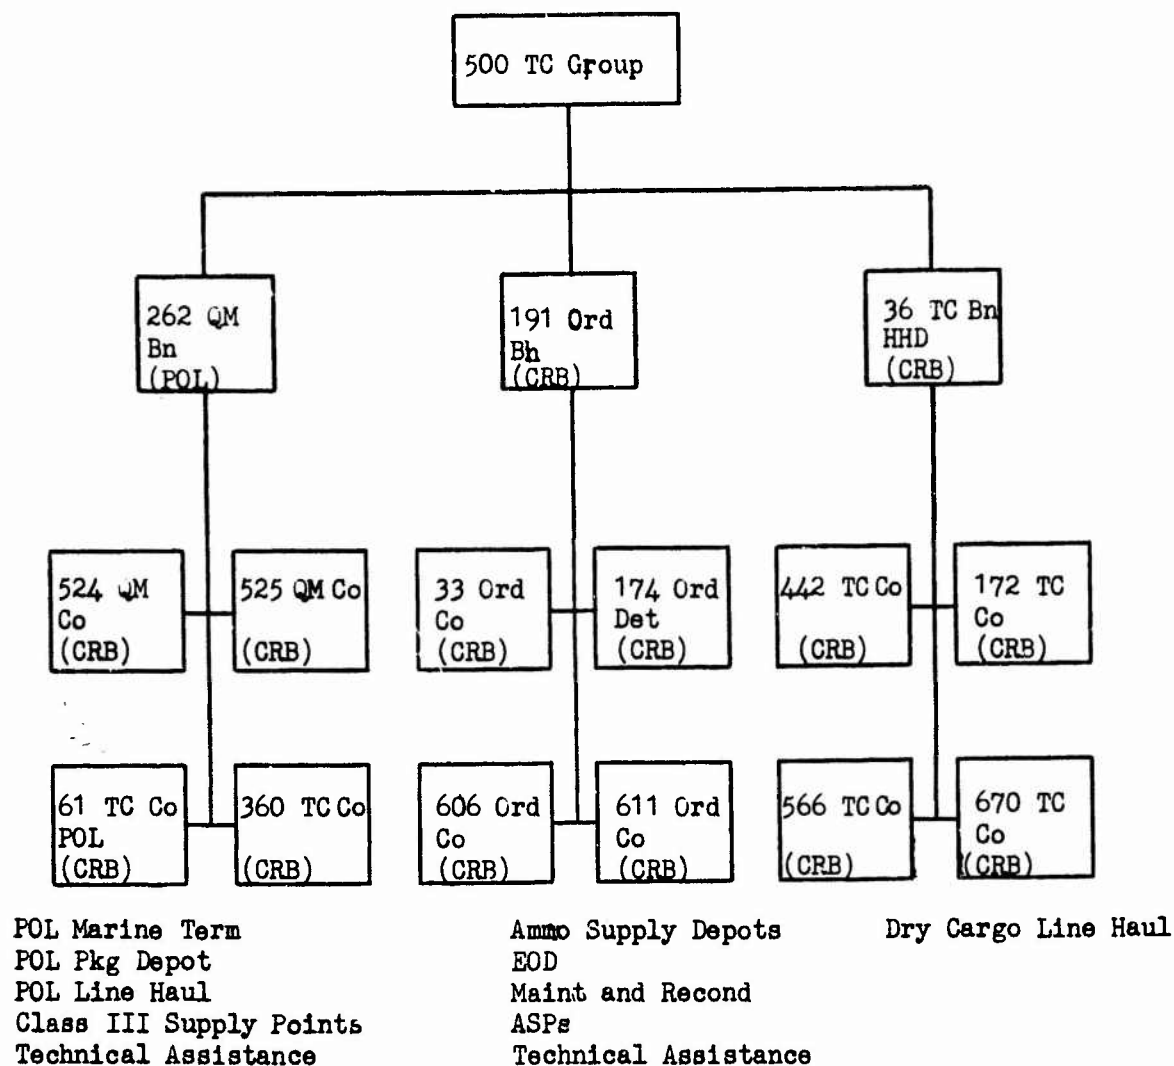 500 TC Group
262 QM
Bn
(POL)
191 Ord
Bn
(CRB)
36 TC Bn
HHD
(CRB)
524 QM
Co
(CRB)
525 QM Co
(CRB)
33 Ord
Co
(CRB)
174 Ord
Det
(CRB)
442 TC Co
(CRB)
172 TC
Co
(CRB)
61 TC Co
POL
(CRB)
360 TC Co
(CRB)
606 Ord
Co
(CRB)
611 Ord
Co
(CRB)
566 TC Co
(CRB)
670 TC
Co
(CRB)
POL Marine Term
POL Pkg Depot
POL Line Haul
Class III Supply Points
Technical Assistance
Ammo Supply Depots
EOD
Maint and Recond
ASPs
Technical Assistance
Dry Cargo Line Haul